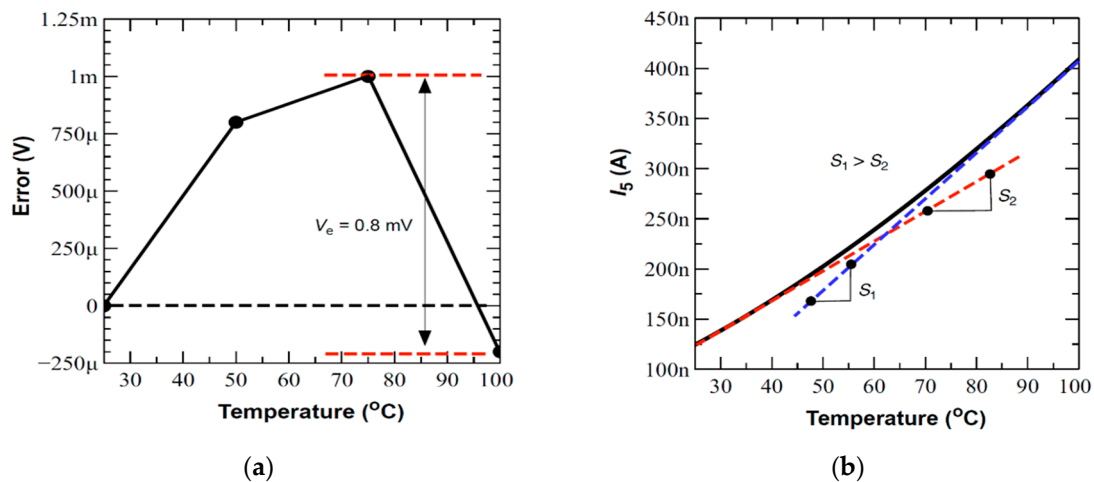 1.25m
1m
750µ
500µ
250µ
0
−250µ
Error (V)
Vₑ = 0.8 mV
30 40 50 60 70 80 90 100
Temperature (°C)
(a)
450n
400n
350n
300n
250n
200n
150n
100n
I₅ (A)
S₁ > S₂
S₂
S₁
30 40 50 60 70 80 90 100
Temperature (°C)
(b)